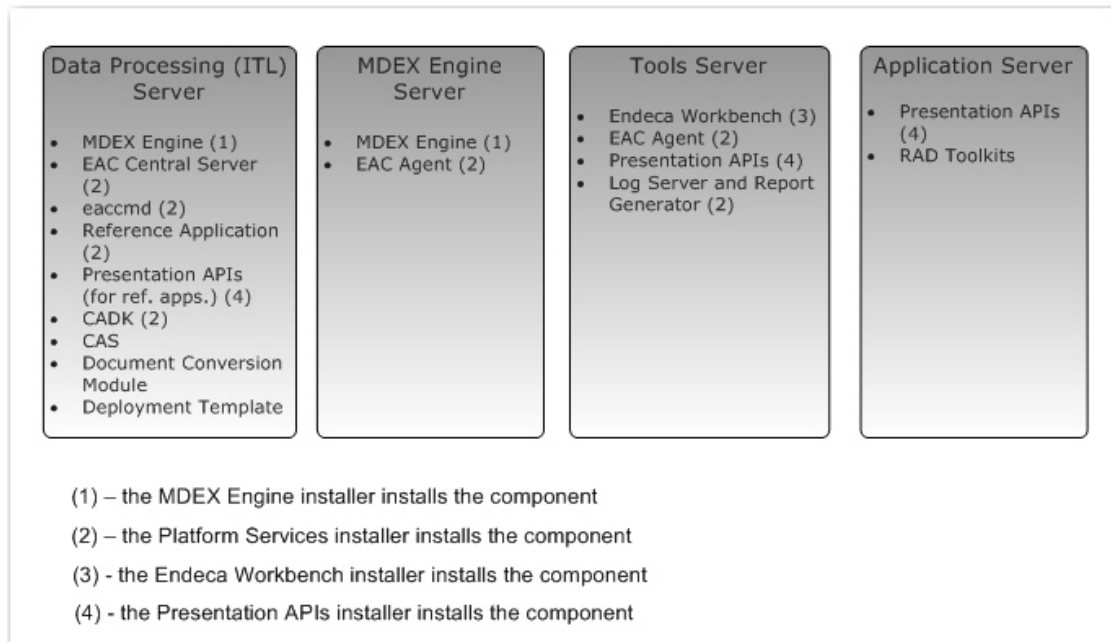 Data Processing (ITL)
Server
• MDEX Engine (1)
• EAC Central Server
(2)
• eaccmd (2)
• Reference Application
(2)
• Presentation APIs
(for ref. apps.) (4)
• CADK (2)
• CAS
• Document Conversion
Module
• Deployment Template
MDEX Engine
Server
• MDEX Engine (1)
• EAC Agent (2)
Tools Server
• Endeca Workbench (3)
• EAC Agent (2)
• Presentation APIs (4)
• Log Server and Report
Generator (2)
Application Server
• Presentation APIs
(4)
• RAD Toolkits
(1) – the MDEX Engine installer installs the component
(2) – the Platform Services installer installs the component
(3) - the Endeca Workbench installer installs the component
(4) - the Presentation APIs installer installs the component